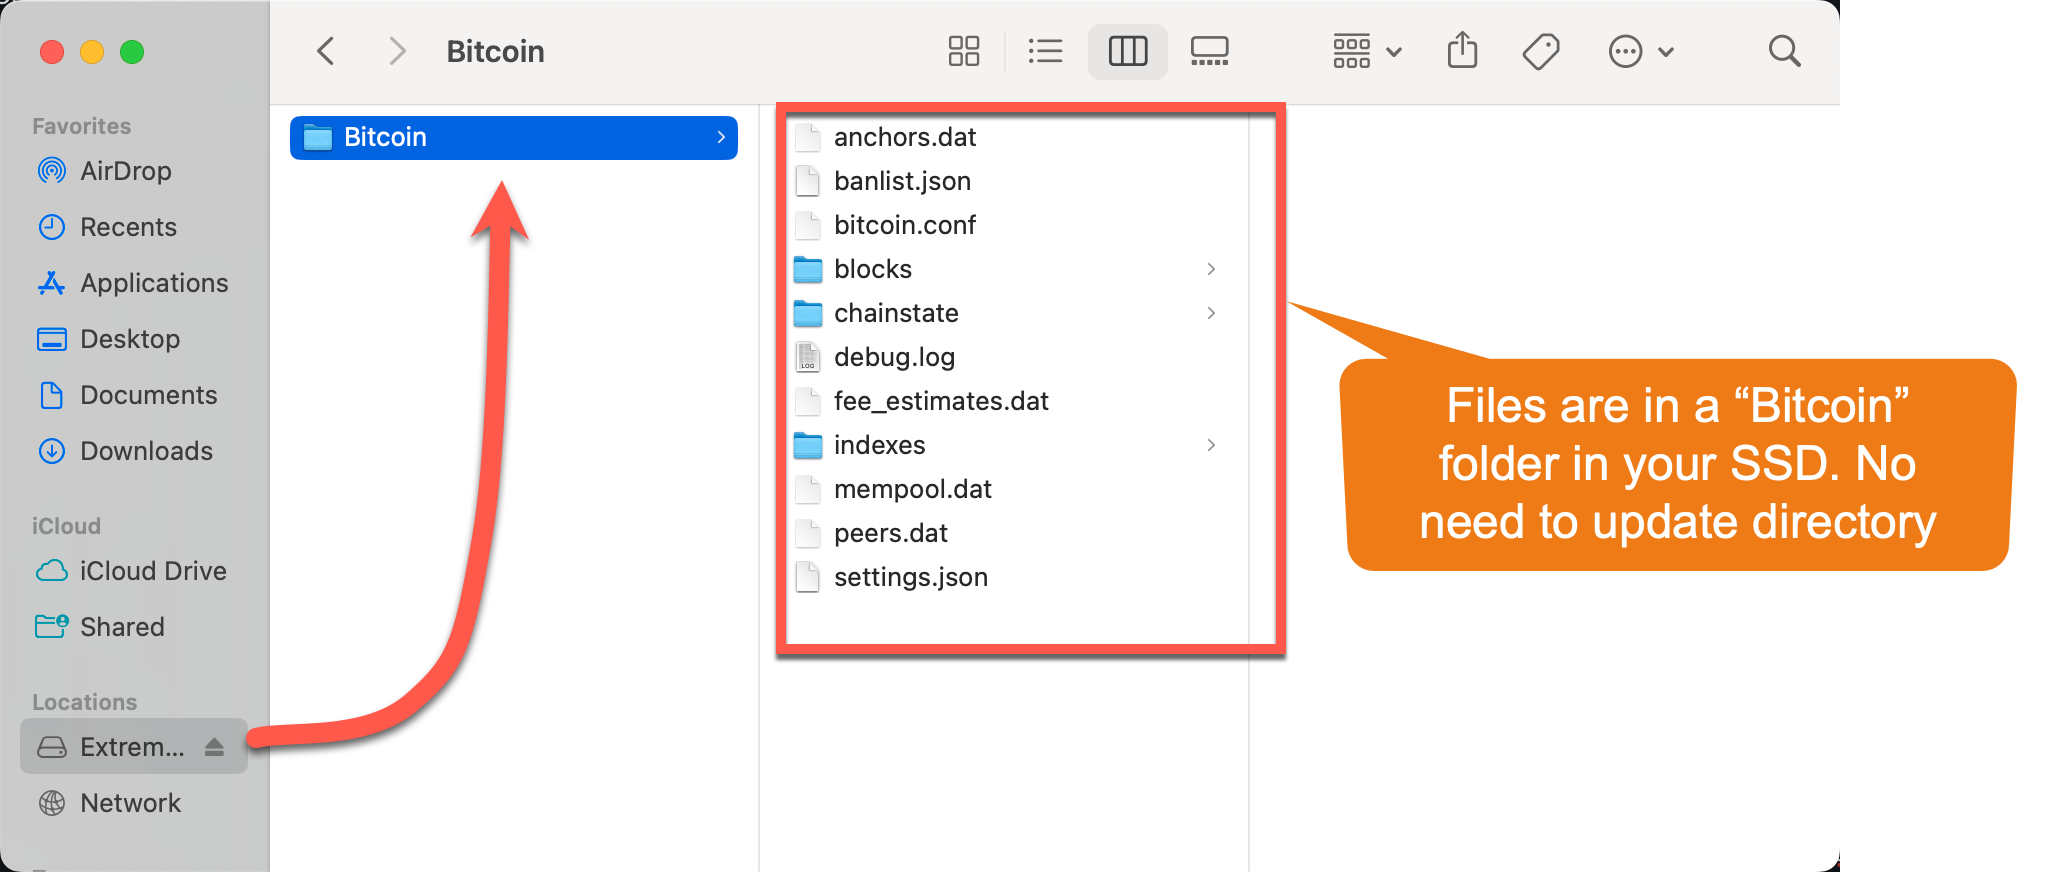 Bitcoin
Favorites
AirDrop
Recents
Applications
Desktop
Documents
Downloads
iCloud
iCloud Drive
Shared
Locations
Extrem...
Network
Bitcoin
anchors.dat
banlist.json
bitcoin.conf
blocks
chainstate
debug.log
LOG
fee_estimates.dat
indexes
mempool.dat
peers.dat
settings.json
Files are in a “Bitcoin”
folder in your SSD. No
need to update directory